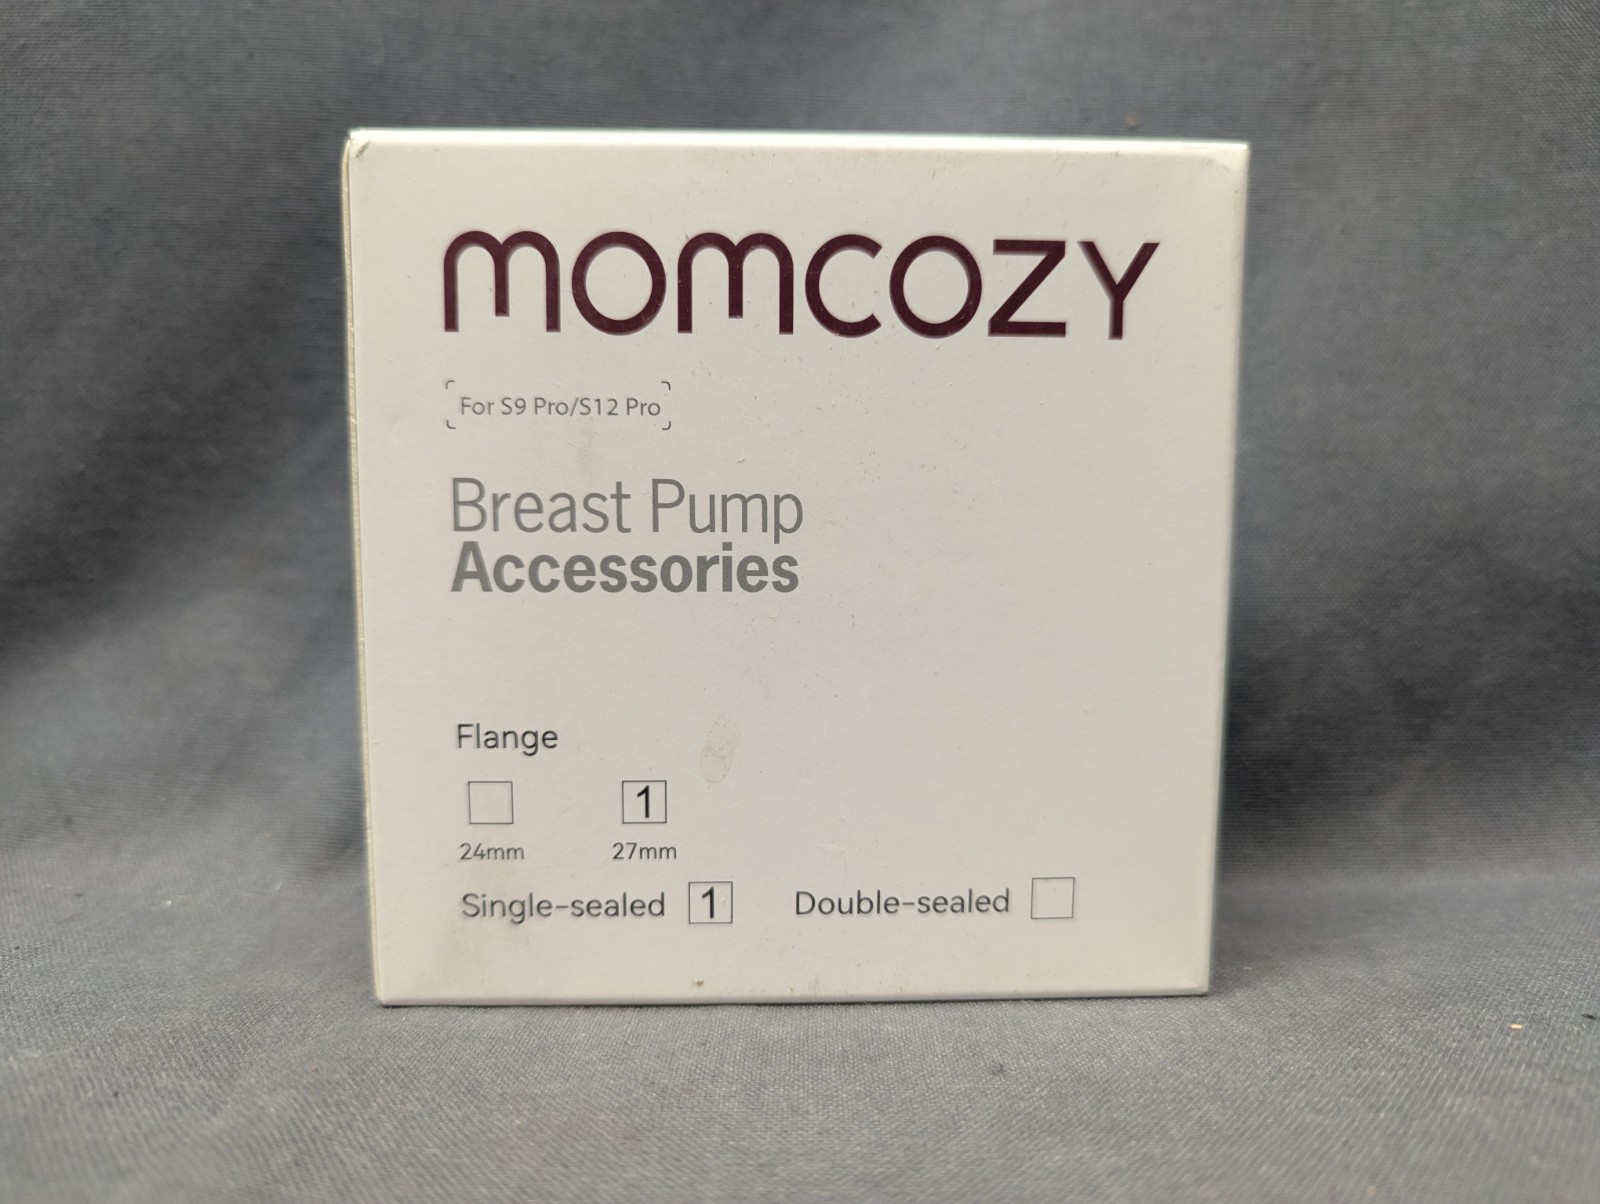 momcozy
For S9 Pro/S12 Pro
Breast Pump
Accessories
Flange
1
24mm 27mm
Single-sealed 1 Double-sealed